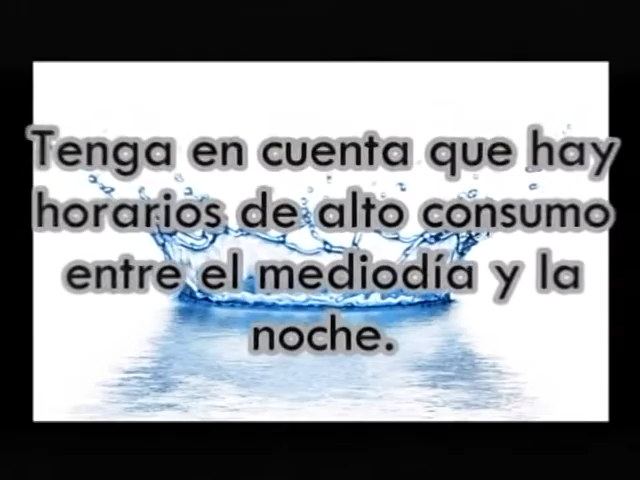 Tenga en cuenta que hay
horarios de alto consumo
entre el mediodía y la
noche.